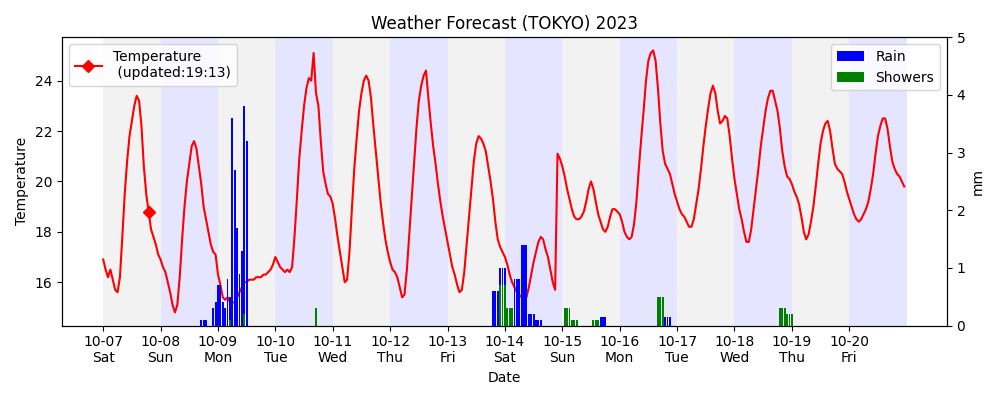 Weather Forecast (TOKYO) 2023
Temperature
(updated:19:13)
Rain
Showers
Temperature
24
22
20
18
16
5
4
3
2
1
0
mm
10-07 10-08 10-09 10-10 10-11 10-12 10-13 10-14 10-15 10-16 10-17 10-18 10-19 10-20
Sat Sun Mon Tue Wed Thu Fri Sat Sun Mon Tue Wed Thu Fri
Date